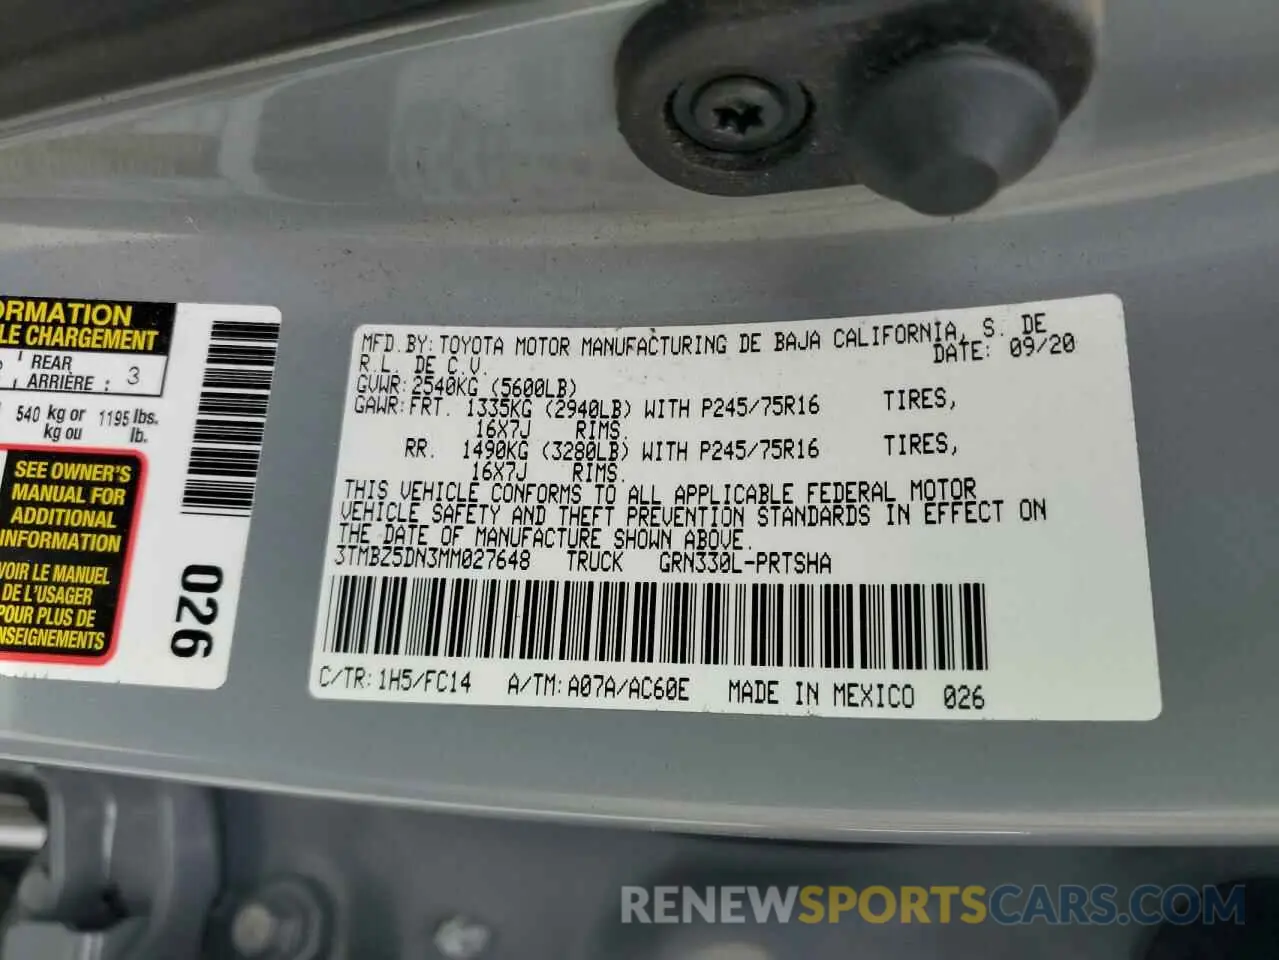 ORMATION
LE CHARGEMENT
REAR
ARRIÈRE : 3
540 kg or 1195 lbs.
kg ou lb.
SEE OWNER'S
MANUAL FOR
ADDITIONAL
INFORMATION
VOIR LE MANUEL
DE L'USAGER
POUR PLUS DE
NSEIGNEMENTS
026
MFD.BY: TOYOTA MOTOR MANUFACTURING DE BAJA CALIFORNIA, S. DE
R.L. DE C.V. DATE: 09/20
GVWR: 2540KG (5600LB)
GAWR: FRT. 1335KG (2940LB) WITH P245/75R16 TIRES,
16X7J RIMS.
RR. 1490KG (3280LB) WITH P245/75R16 TIRES,
16X7J RIMS.
THIS VEHICLE CONFORMS TO ALL APPLICABLE FEDERAL MOTOR
VEHICLE SAFETY AND THEFT PREVENTION STANDARDS IN EFFECT ON
THE DATE OF MANUFACTURE SHOWN ABOVE.
3TMBZ5DN3MM027648 TRUCK GRN330L-PRTSHA
C/TR: 1H5/FC14 A/TM: A07A/AC60E MADE IN MEXICO 026
RENEWSPORTSCARS.COM